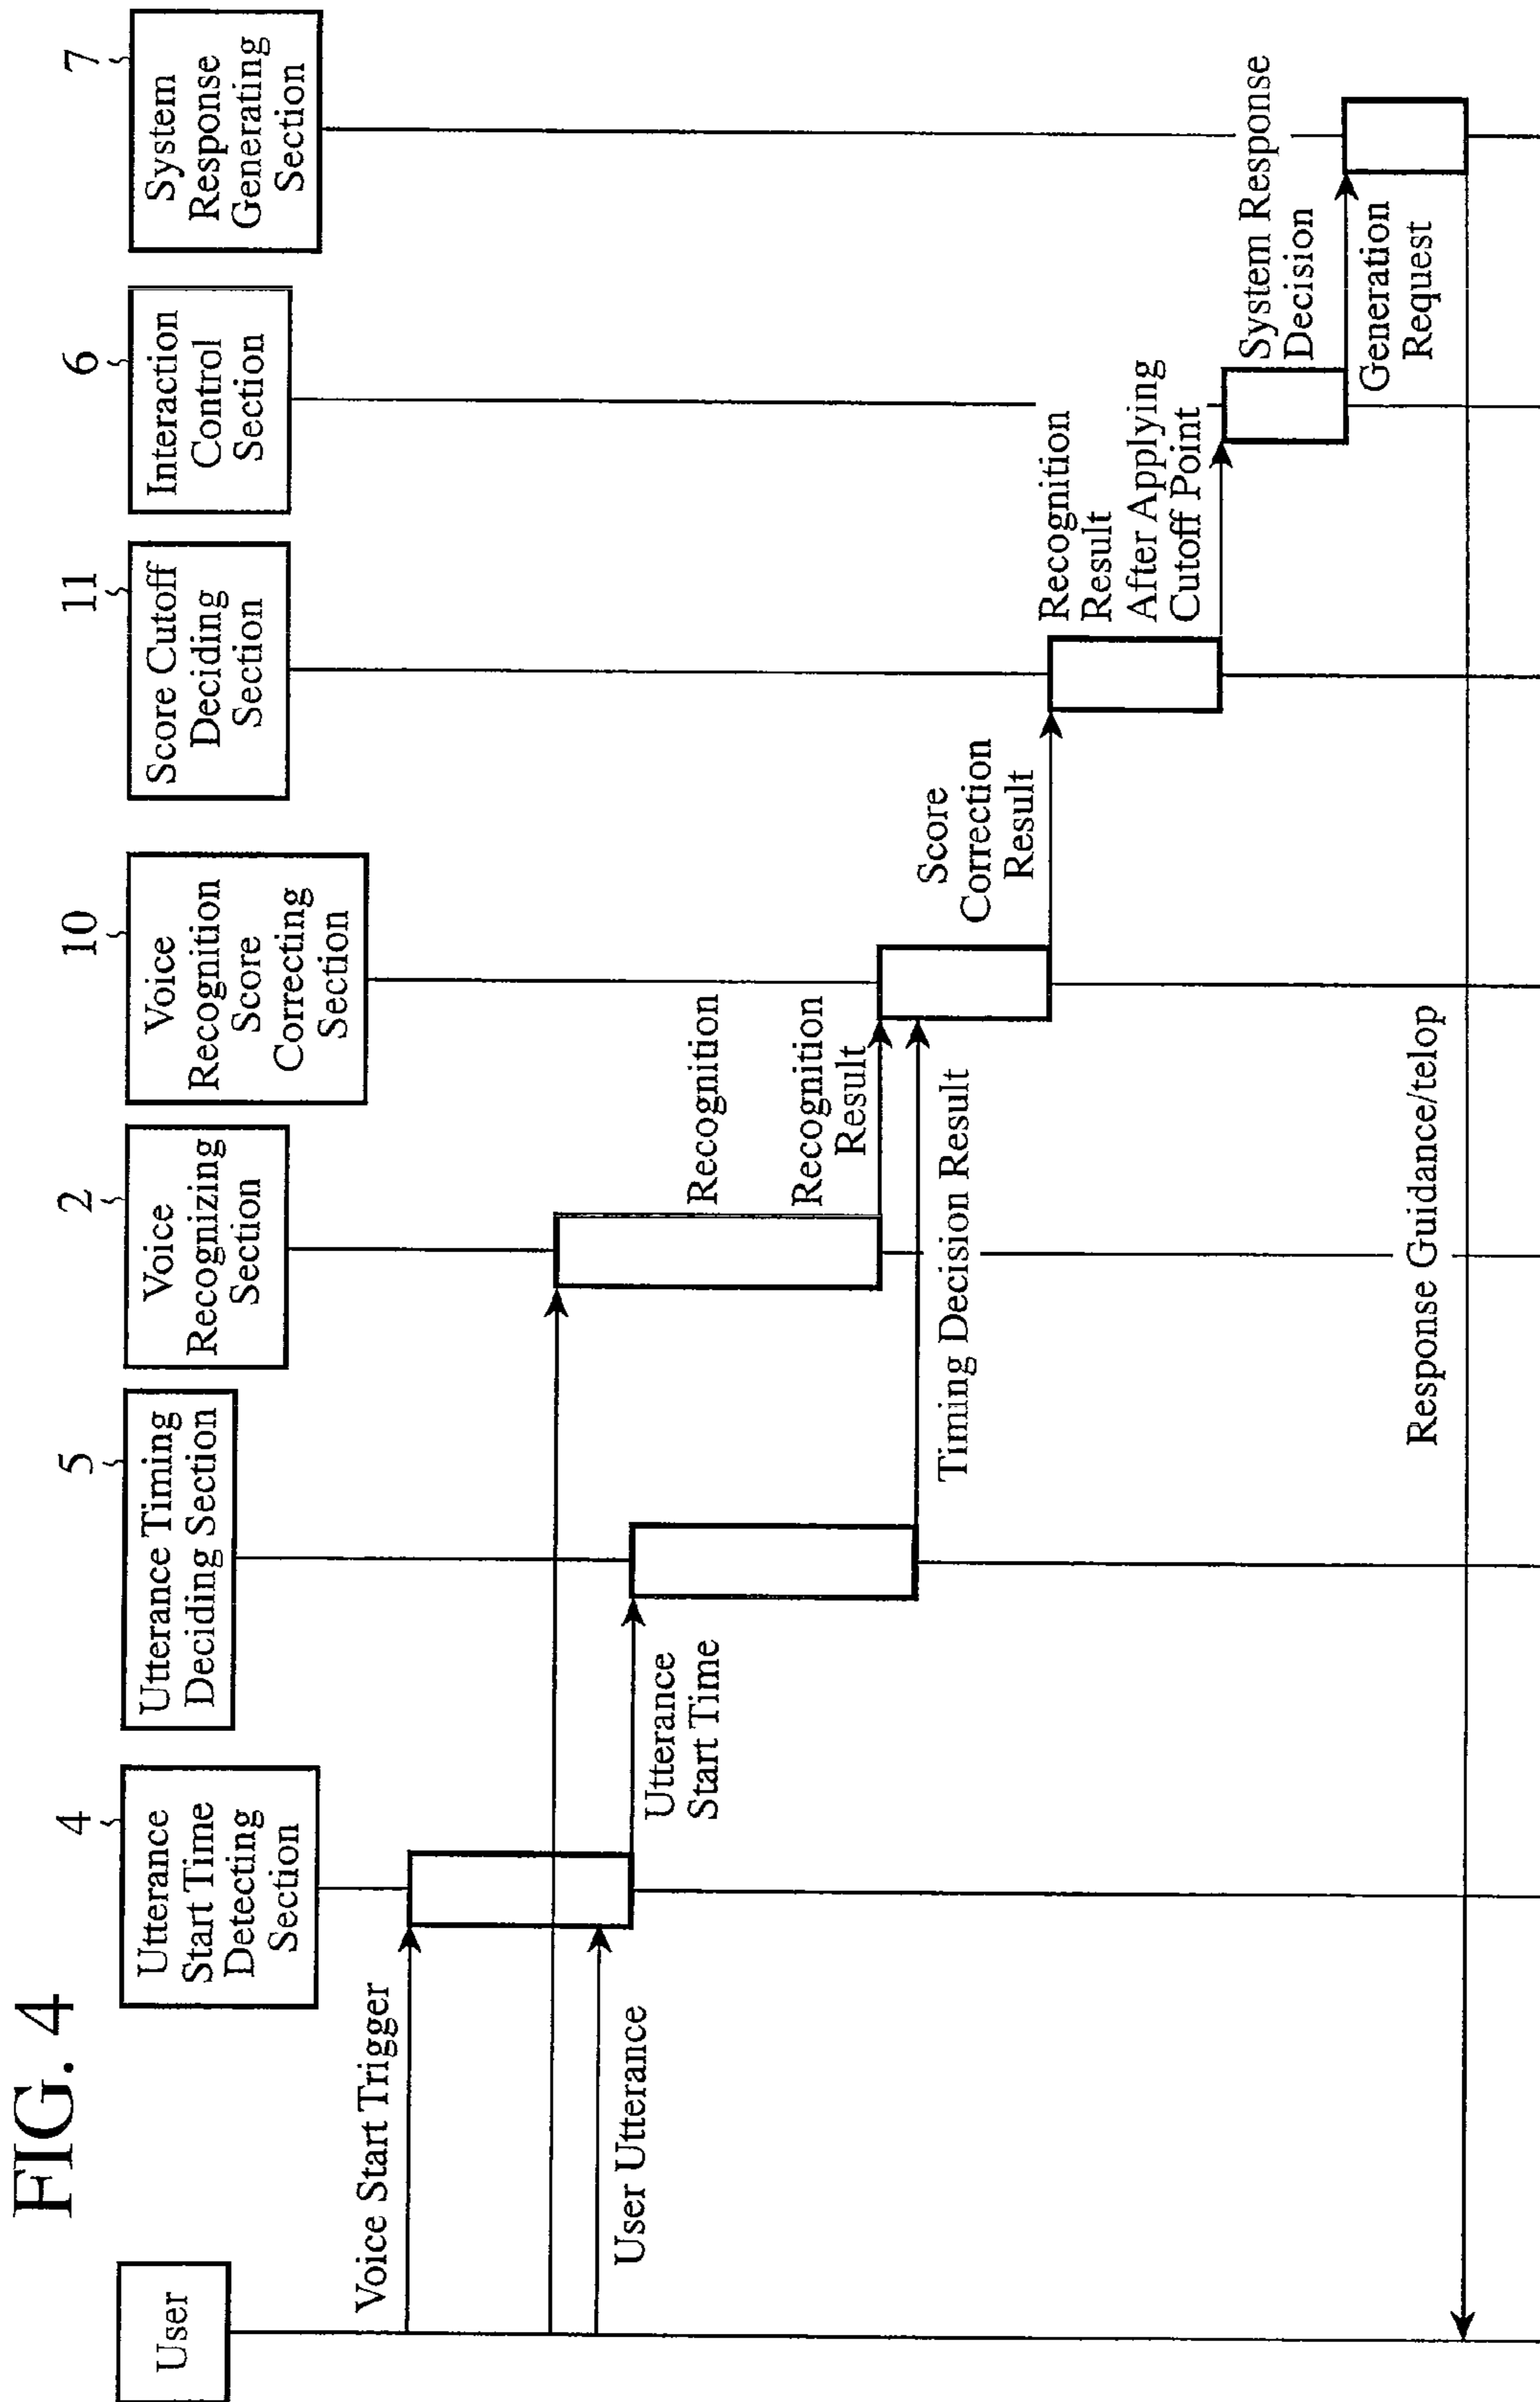 FIG. 4
User
4
Utterance
Start Time
Detecting
Section
5
Utterance Timing
Deciding Section
2
Voice
Recognizing
Section
10
Voice
Recognition
Score
Correcting
Section
11
Score Cutoff
Deciding
Section
6
Interaction
Control
Section
7
System
Response
Generating
Section
Voice Start Trigger
User Utterance
Utterance
Start Time
Recognition
Recognition
Result
Timing Decision Result
Score
Correction
Result
Recognition
Result
After Applying
Cutoff Point
System Response
Decision
Generation
Request
Response Guidance/telop